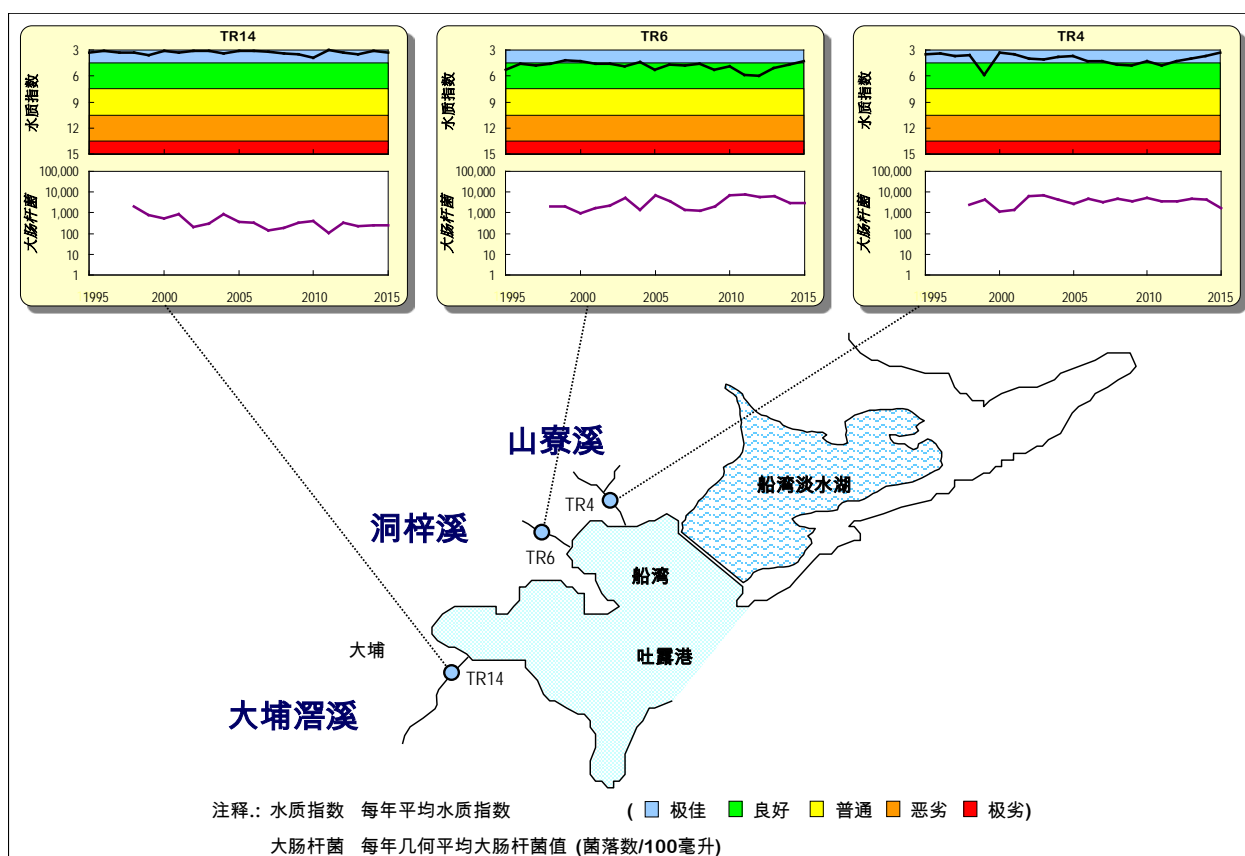 TR14
水质指数
3
6
9
12
15
大肠杆菌
100,000
10,000
1,000
100
10
1
1995 2000 2005 2010 2015
TR6
水质指数
3
6
9
12
15
大肠杆菌
100,000
10,000
1,000
100
10
1
1995 2000 2005 2010 2015
TR4
水质指数
3
6
9
12
15
大肠杆菌
100,000
10,000
1,000
100
10
1
1995 2000 2005 2010 2015
山寮溪
船湾淡水湖
TR4
洞梓溪
TR6
船湾
大埔
吐露港
TR14
大埔滘溪
注释.: 水质指数 每年平均水质指数 ( 极佳 良好 普通 恶劣 极劣)
大肠杆菌 每年几何平均大肠杆菌值 (菌落数/100毫升)